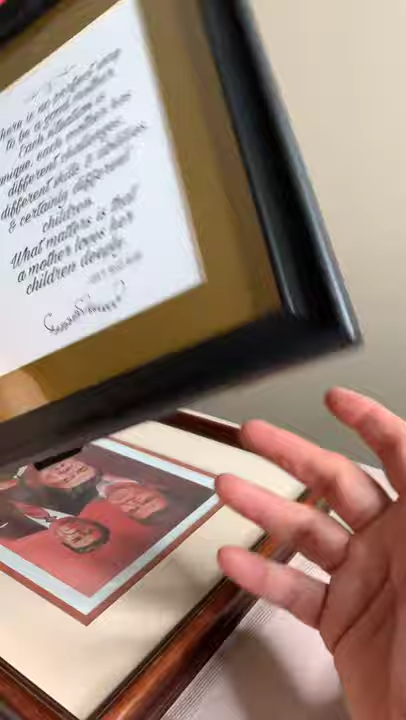 There is no perfect way
to be a good mother.
Each situation is
unique, each mother has
different challenges,
different skills & abilities
& certainly different
children.
What matters is that
a mother loves her
children deeply.